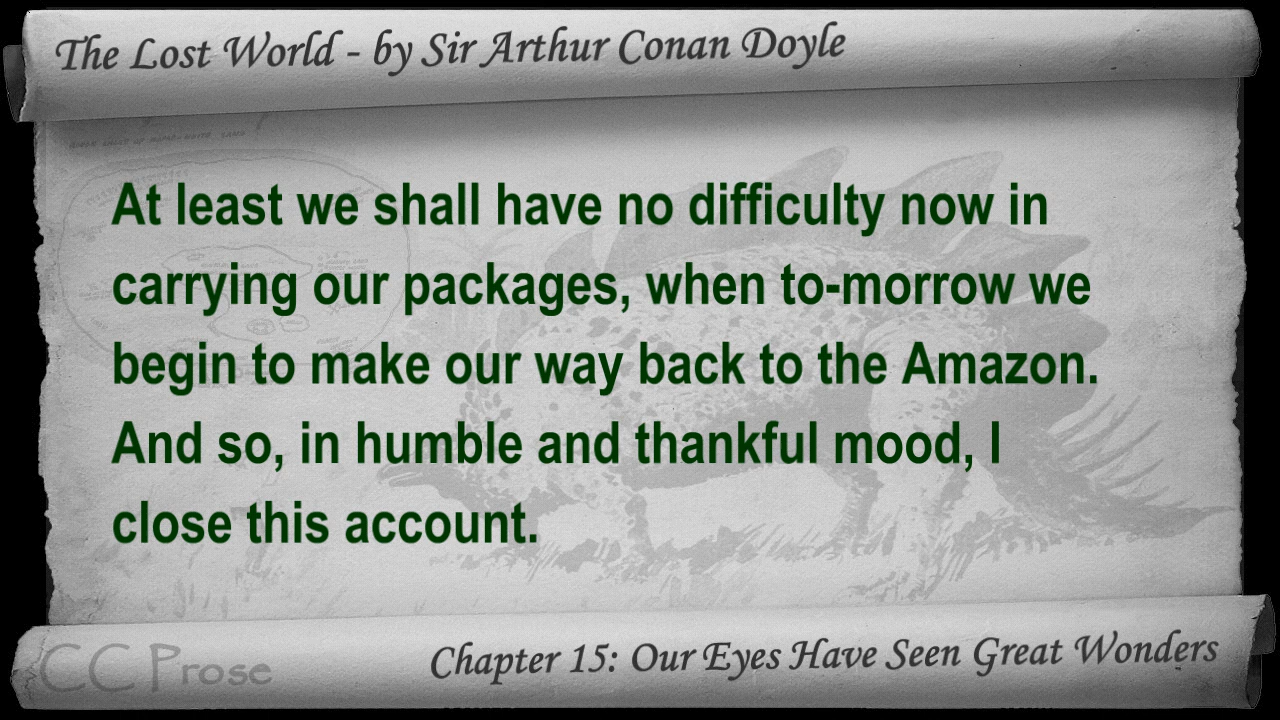 The Lost World - by Sir Arthur Conan Doyle
At least we shall have no difficulty now in
carrying our packages, when to-morrow we
begin to make our way back to the Amazon.
And so, in humble and thankful mood, I
close this account.
CC Prose
Chapter 15: Our Eyes Have Seen Great Wonders